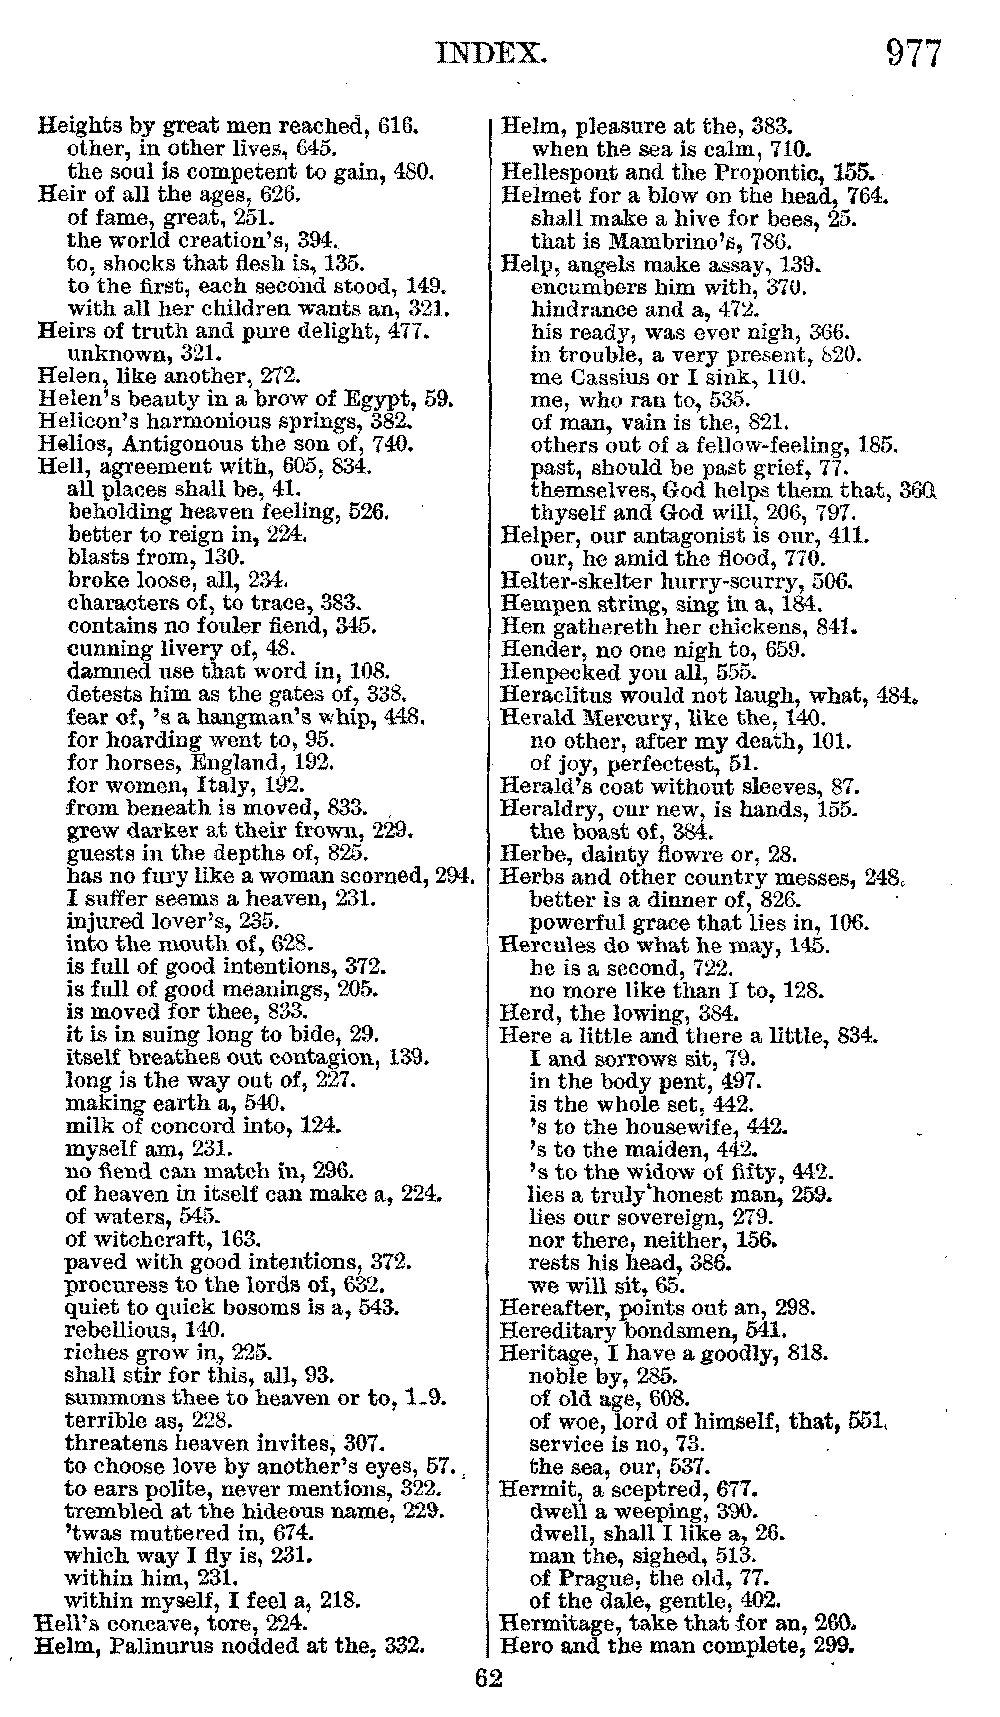 INDEX. 977
Heights by great men reached, 616.
other, in other lives, 645.
the soul is competent to gain, 480.
Heir of all the ages, 626.
of fame, great, 251.
the world creation's, 394.
to, shocks that flesh is, 135.
to the first, each second stood, 149.
with all her children wants an, 321.
Heirs of truth and pure delight, 477.
unknown, 321.
Helen, like another, 272.
Helen's beauty in a brow of Egypt, 59.
Helicon's harmonious springs, 382.
Helios, Antigonous the son of, 740.
Hell, agreement with, 605, 834.
all places shall be, 41.
beholding heaven feeling, 526.
better to reign in, 224.
blasts from, 130.
broke loose, all, 234.
characters of, to trace, 383.
contains no fouler fiend, 345.
cunning livery of, 48.
damned use that word in, 108.
detests him as the gates of, 338.
fear of, 's a hangman's whip, 448.
for hoarding went to, 95.
for horses, England, 192.
for women, Italy, 192.
from beneath is moved, 833.
grew darker at their frown, 229.
guests in the depths of, 825.
has no fury like a woman scorned, 294.
I suffer seems a heaven, 231.
injured lover's, 235.
into the mouth of, 628.
is full of good intentions, 372.
is full of good meanings, 205.
is moved for thee, 833.
it is in suing long to bide, 29.
itself breathes out contagion, 139.
long is the way out of, 227.
making earth a, 540.
milk of concord into, 124.
myself am, 231.
no fiend can match in, 296.
of heaven in itself can make a, 224.
of waters, 545.
of witchcraft, 163.
paved with good intentions, 372.
procuress to the lords of, 632.
quiet to quick bosoms is a, 543.
rebellious, 140.
riches grow in, 225.
shall stir for this, all, 93.
summons thee to heaven or to,
terrible as, 228.
threatens heaven invites, 307.
to choose love by another's eyes, 57.
to ears polite, never mentions, 322.
trembled at the hideous name, 229.
'twas muttered in, 674.
which way I fly is, 231.
within him, 231.
within myself, I feel a, 218.
Hell's concave, tore, 224.
Helm, Palinurus nodded at the, 332.
Helm, pleasure at the, 383.
when the sea is calm, 710.
Hellespont and the Propontic, 155.
Helmet for a blow on the head, 764.
shall make a hive for bees, 25.
that is Mambrino's, 786.
Help, angels make assay, 139.
encumbers him with, 370.
hindrance and a, 472.
his ready, was ever nigh, 366.
in trouble, a very present, 820.
me Cassius or I sink, 110.
me, who ran to, 535.
of man, vain is the, 821.
others out of a fellow-feeling, 185.
past, should be past grief, 77.
themselves, God helps them that, 360.
thyself and God will, 206, 797.
Helper, our antagonist is our, 411.
our, he amid the flood, 770.
Helter-skelter hurry-scurry, 506.
Hempen string, sing in a, 184.
Hen gathereth her chickens, 841.
Hender, no one nigh to, 659.
Henpecked you all, 555.
Heraclitus would not laugh, what, 484.
Herald Mercury, like the, 140.
no other, after my death, 101.
of joy, perfectest, 51.
Herald's coat without sleeves, 87.
Heraldry, our new, is hands, 155.
the boast of, 384.
Herbe, dainty flowre or, 28.
Herbs and other country messes, 248.
better is a dinner of, 826.
powerful grace that lies in, 106.
Hercules do what he may, 145.
he is a second, 722.
no more like than I to, 128.
Herd, the lowing, 384.
Here a little and there a little, 834.
I and sorrows sit, 79.
in the body pent, 497.
is the whole set, 442.
's to the housewife, 442.
's to the maiden, 442.
's to the widow of fifty, 442.
lies a truly honest man, 259.
lies our sovereign, 279.
nor there, neither, 156.
rests his head, 386.
we will sit, 65.
Hereafter, points out an, 298.
Hereditary bondsmen, 541.
Heritage, I have a goodly, 818.
noble by, 285.
of old age, 608.
of woe, lord of himself, that, 551.
service is no, 73.
the sea, our, 537.
Hermit, a sceptred, 677.
dwell a weeping, 390.
dwell, shall I like a, 26.
man the, sighed, 513.
of Prague, the old, 77.
of the dale, gentle, 402.
Hermitage, take that for an, 260.
Hero and the man complete, 299.
62